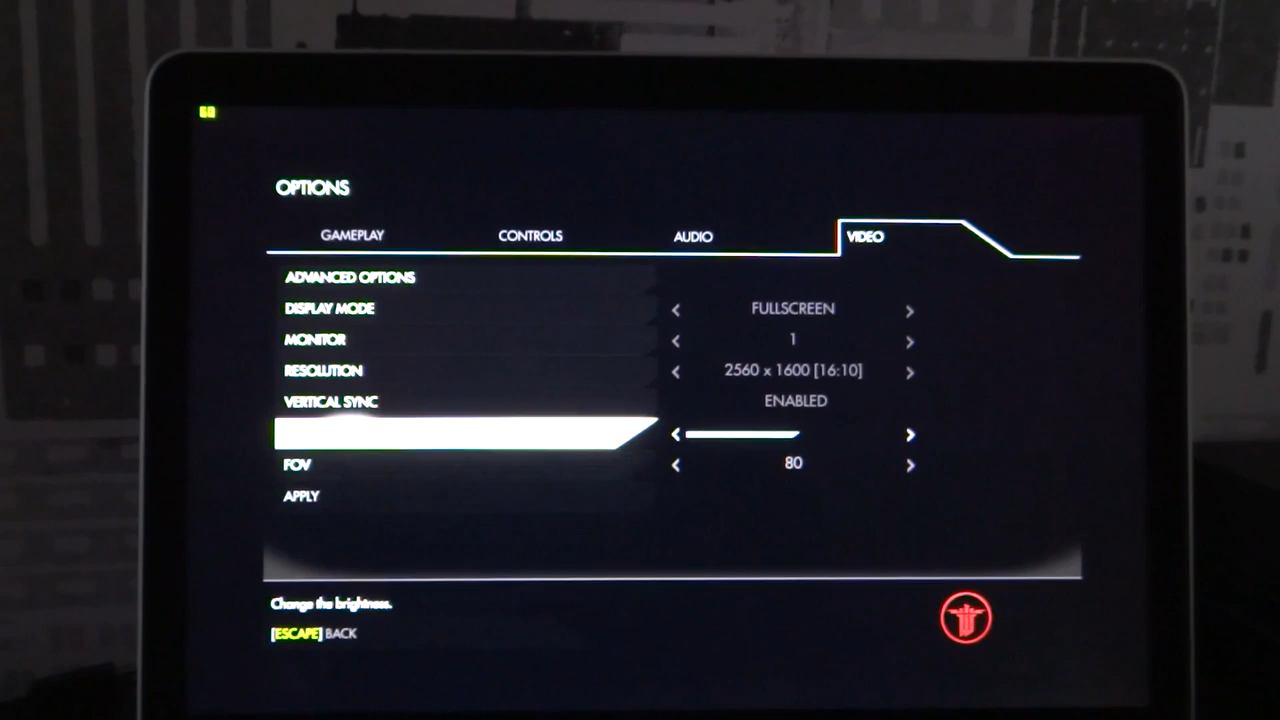 60
OPTIONS
GAMEPLAY CONTROLS AUDIO VIDEO
ADVANCED OPTIONS
DISPLAY MODE < FULLSCREEN >
MONITOR < 1 >
RESOLUTION < 2560 x 1600 [16:10] >
VERTICAL SYNC ENABLED
FOV < 80 >
APPLY
Change the brightness.
[ESCAPE] BACK